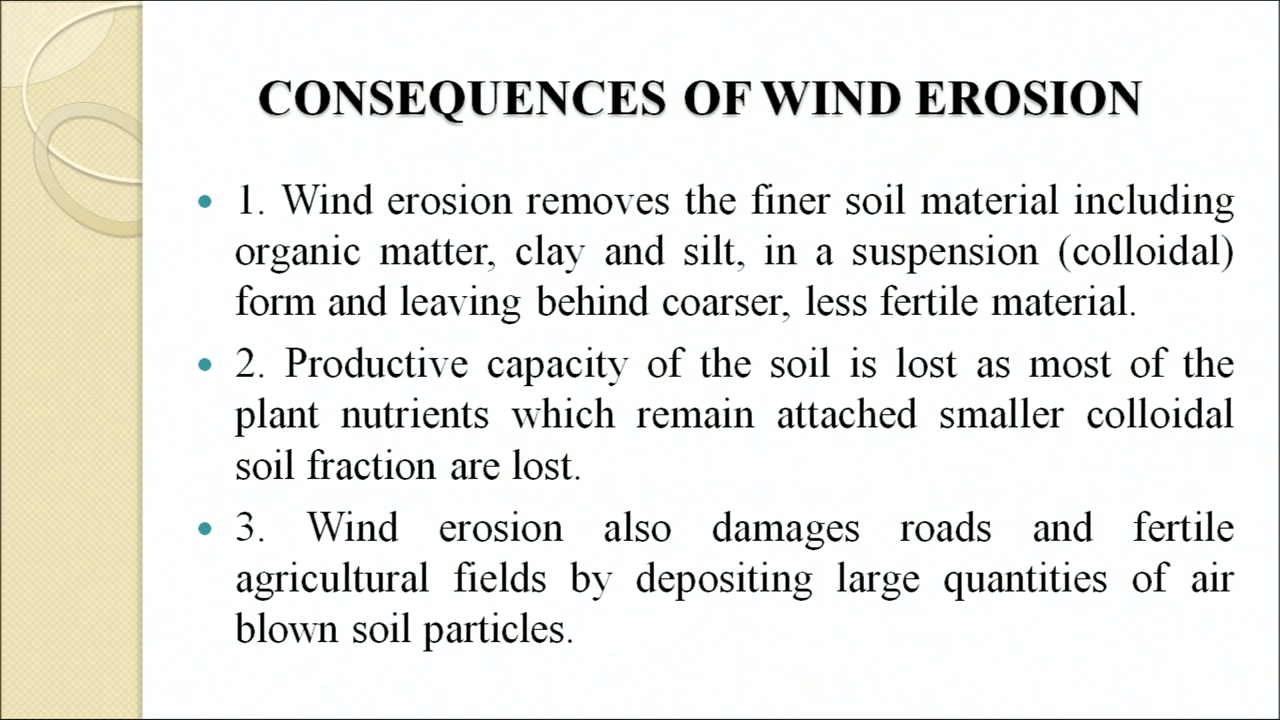 CONSEQUENCES OF WIND EROSION
• 1. Wind erosion removes the finer soil material including
organic matter, clay and silt, in a suspension (colloidal)
form and leaving behind coarser, less fertile material.
• 2. Productive capacity of the soil is lost as most of the
plant nutrients which remain attached smaller colloidal
soil fraction are lost.
• 3. Wind erosion also damages roads and fertile
agricultural fields by depositing large quantities of air
blown soil particles.